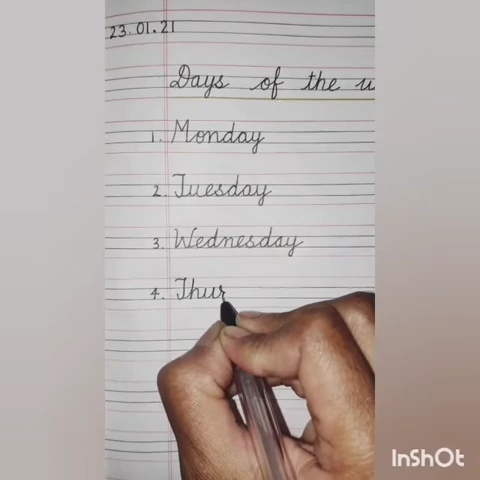 23.01.21
Days of the
1. Monday
2. Tuesday
3. Wednesday
4. Thur
InShOt